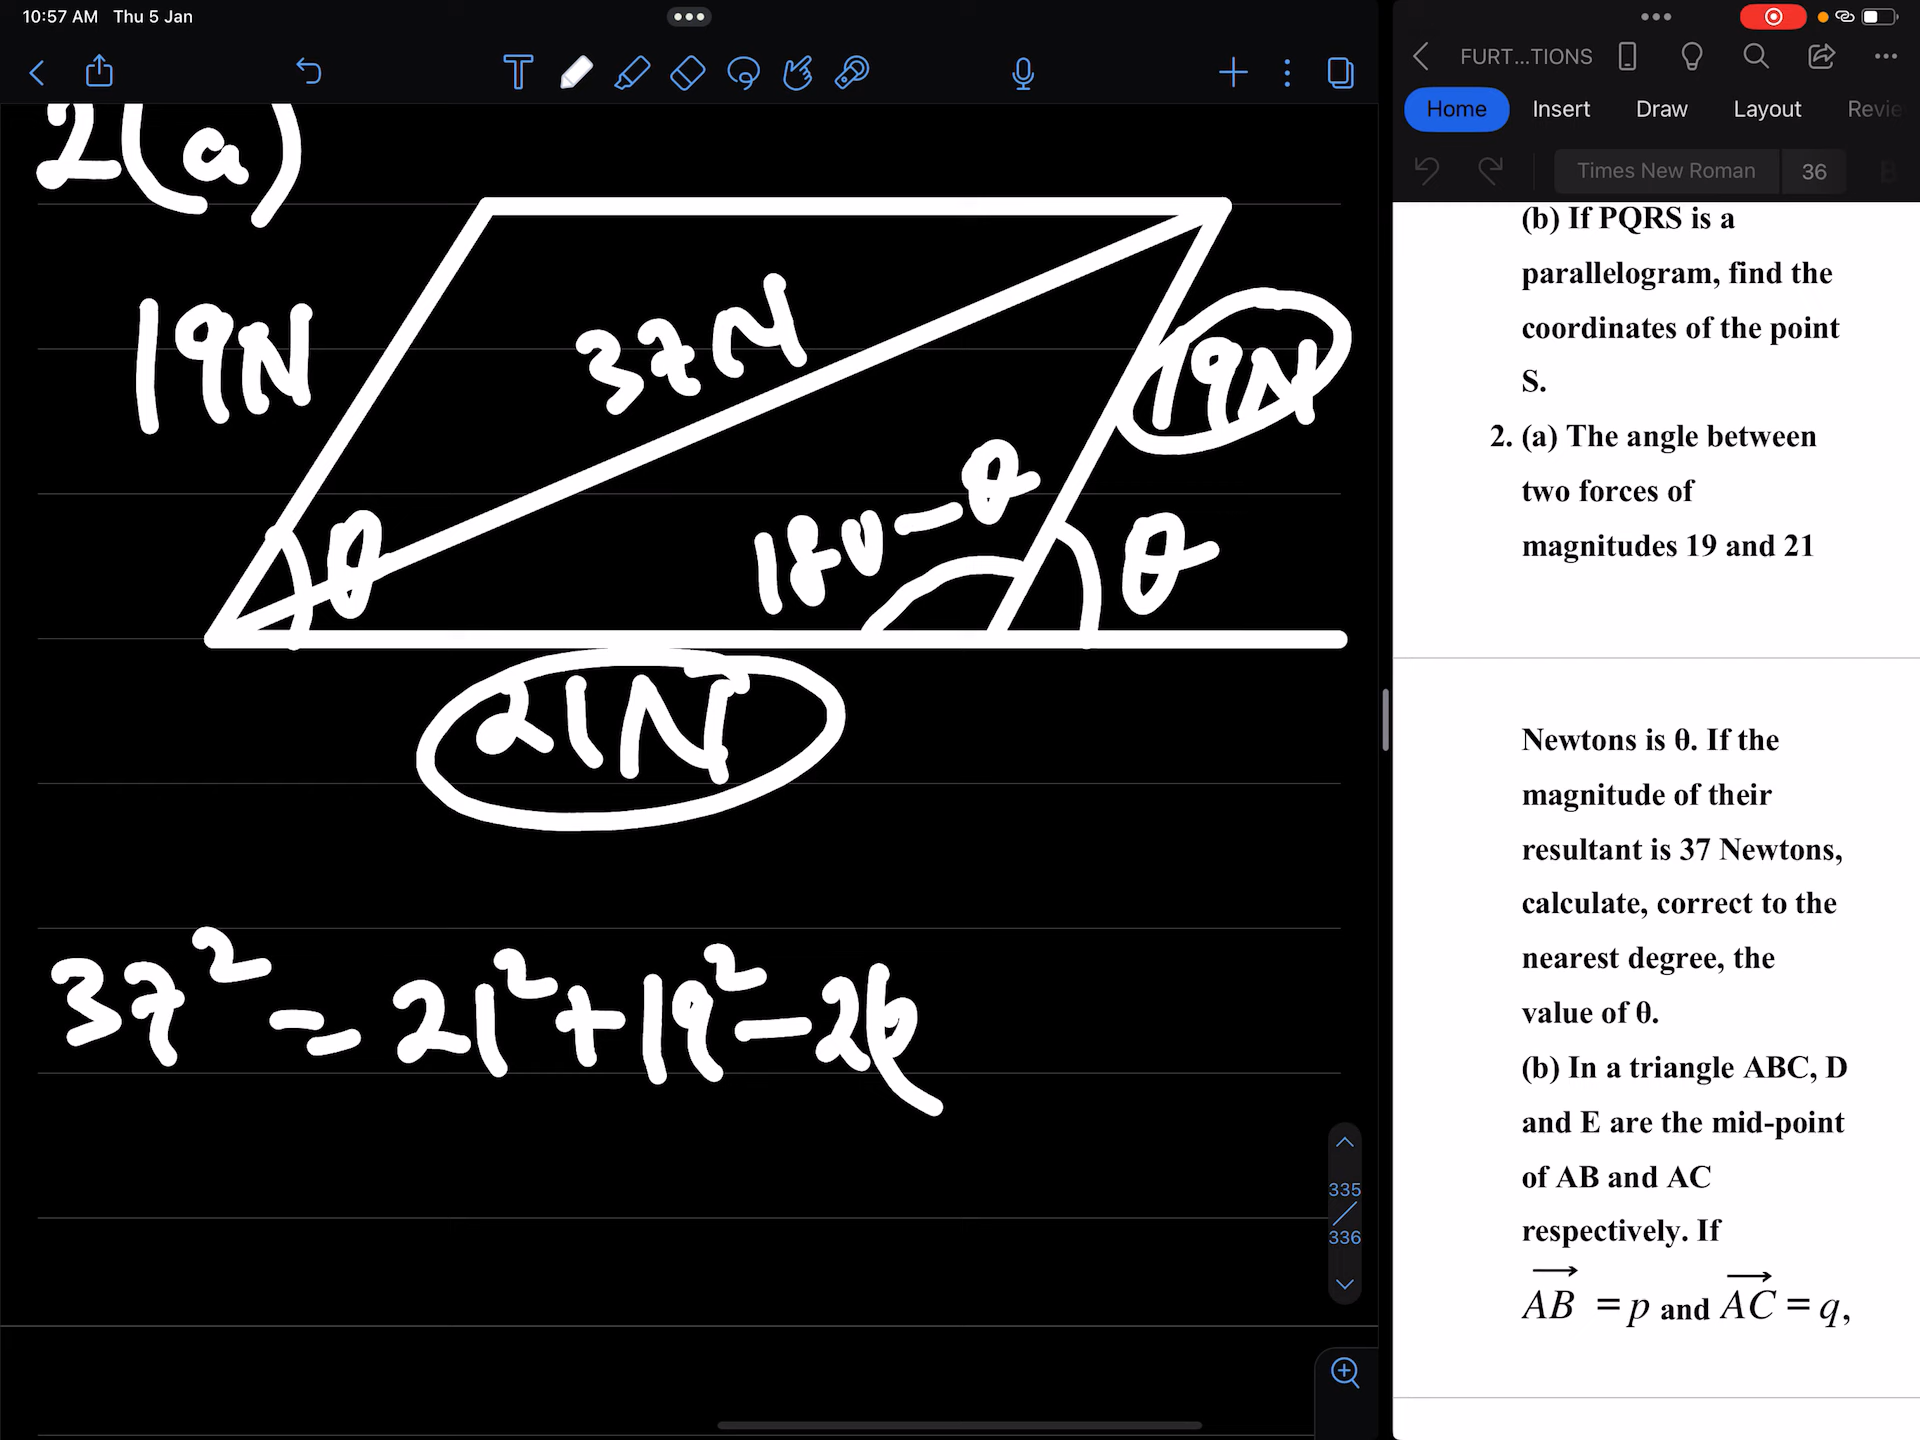 10:57 AM Thu 5 Jan
FURT...TIONS
Home Insert Draw Layout Revie
Times New Roman 36 B
2(a)
19N
37N
19N
θ
180-θ
θ
21N
37² = 21² + 19² - 2(
335
336
(b) If PQRS is a
parallelogram, find the
coordinates of the point
S.
2. (a) The angle between
two forces of
magnitudes 19 and 21
Newtons is θ. If the
magnitude of their
resultant is 37 Newtons,
calculate, correct to the
nearest degree, the
value of θ.
(b) In a triangle ABC, D
and E are the mid-point
of AB and AC
respectively. If
AB = p and AC = q,